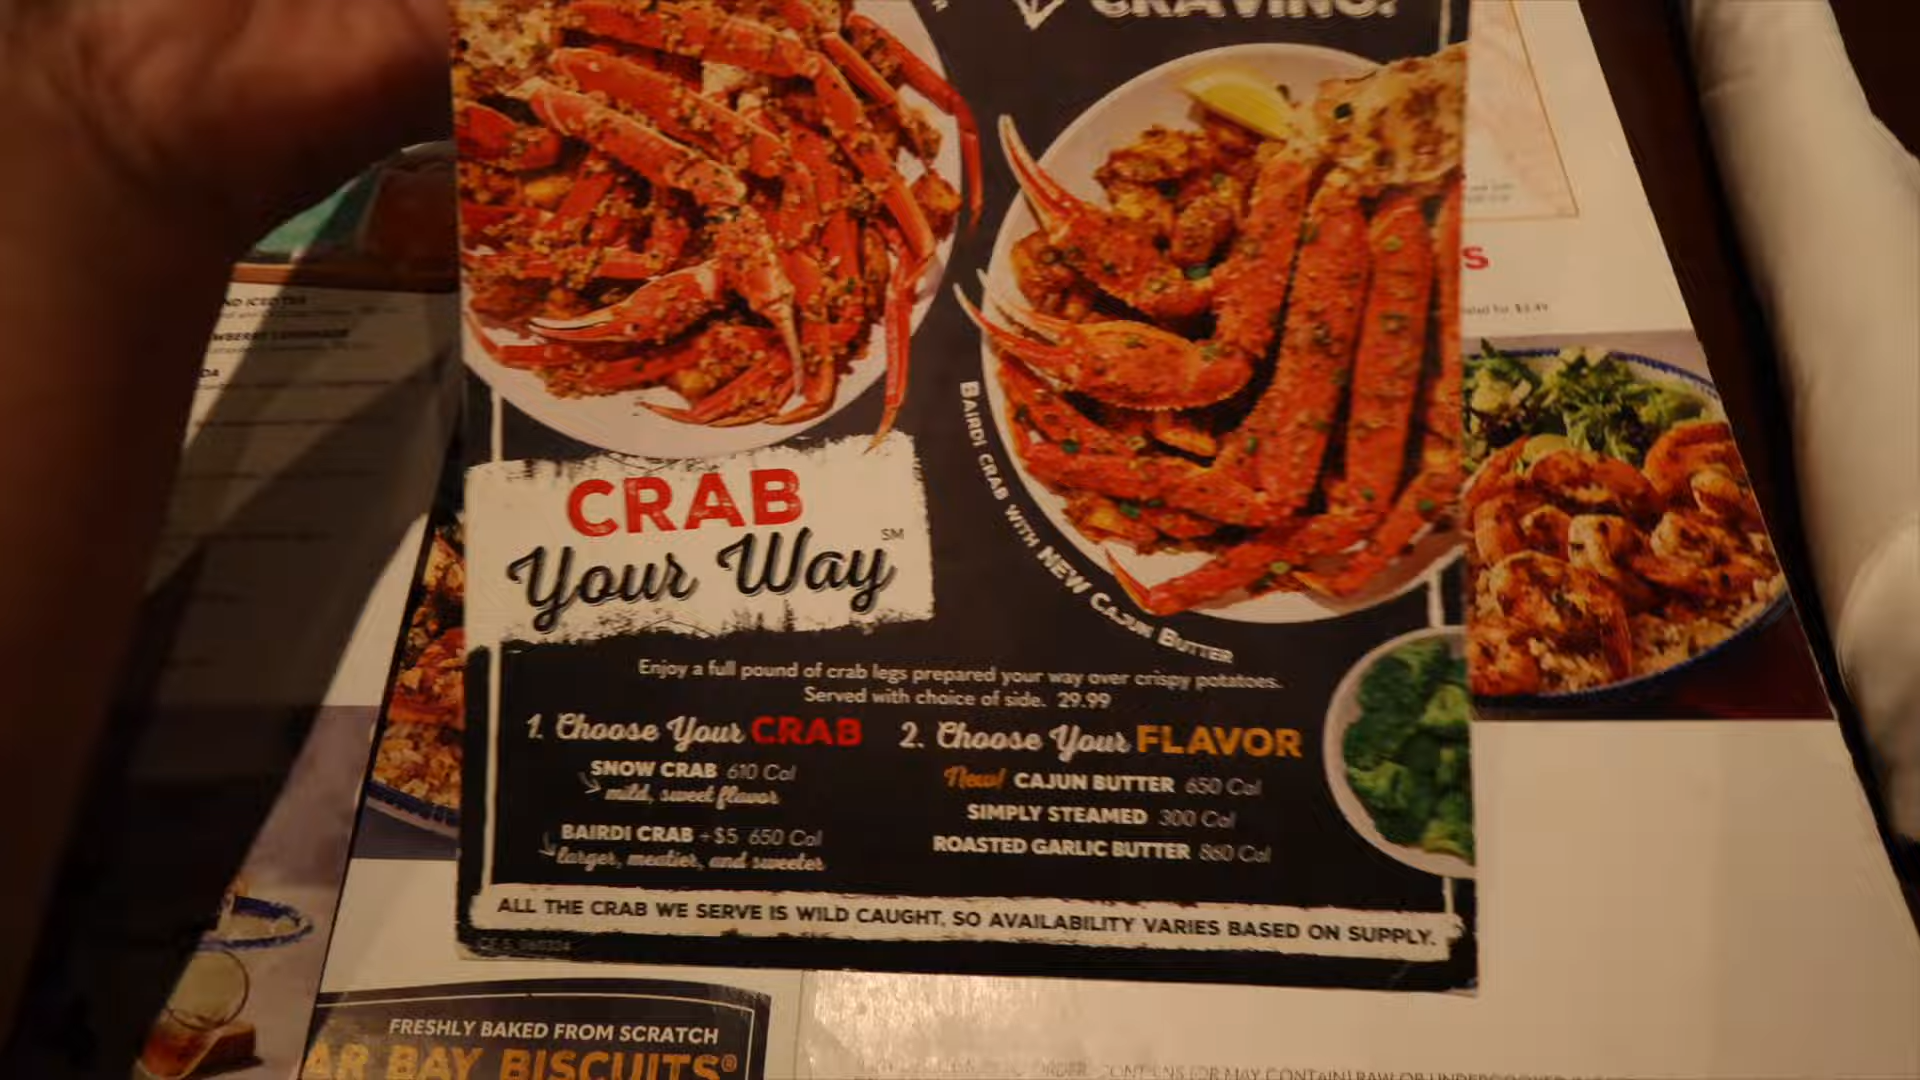 CRAVING?
S
BAIRDI CRAB WITH NEW CAJUN BUTTER
CRAB
Your Way SM
Enjoy a full pound of crab legs prepared your way over crispy potatoes.
Served with choice of side. 29.99
1. Choose Your CRAB
SNOW CRAB 610 Cal
mild, sweet flavor
BAIRDI CRAB +$5 650 Cal
larger, meatier, and sweeter
2. Choose Your FLAVOR
New! CAJUN BUTTER 650 Cal
SIMPLY STEAMED 300 Cal
ROASTED GARLIC BUTTER 860 Cal
ALL THE CRAB WE SERVE IS WILD CAUGHT, SO AVAILABILITY VARIES BASED ON SUPPLY.
FRESHLY BAKED FROM SCRATCH
AR BAY BISCUITS®